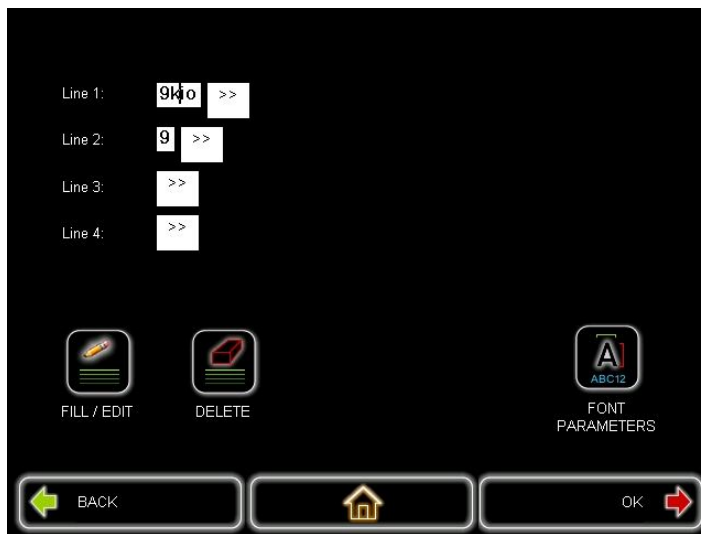 Line 1: 9kio >>
Line 2: 9 >>
Line 3: >>
Line 4: >>
ABC12
FILL / EDIT DELETE FONT PARAMETERS
BACK OK